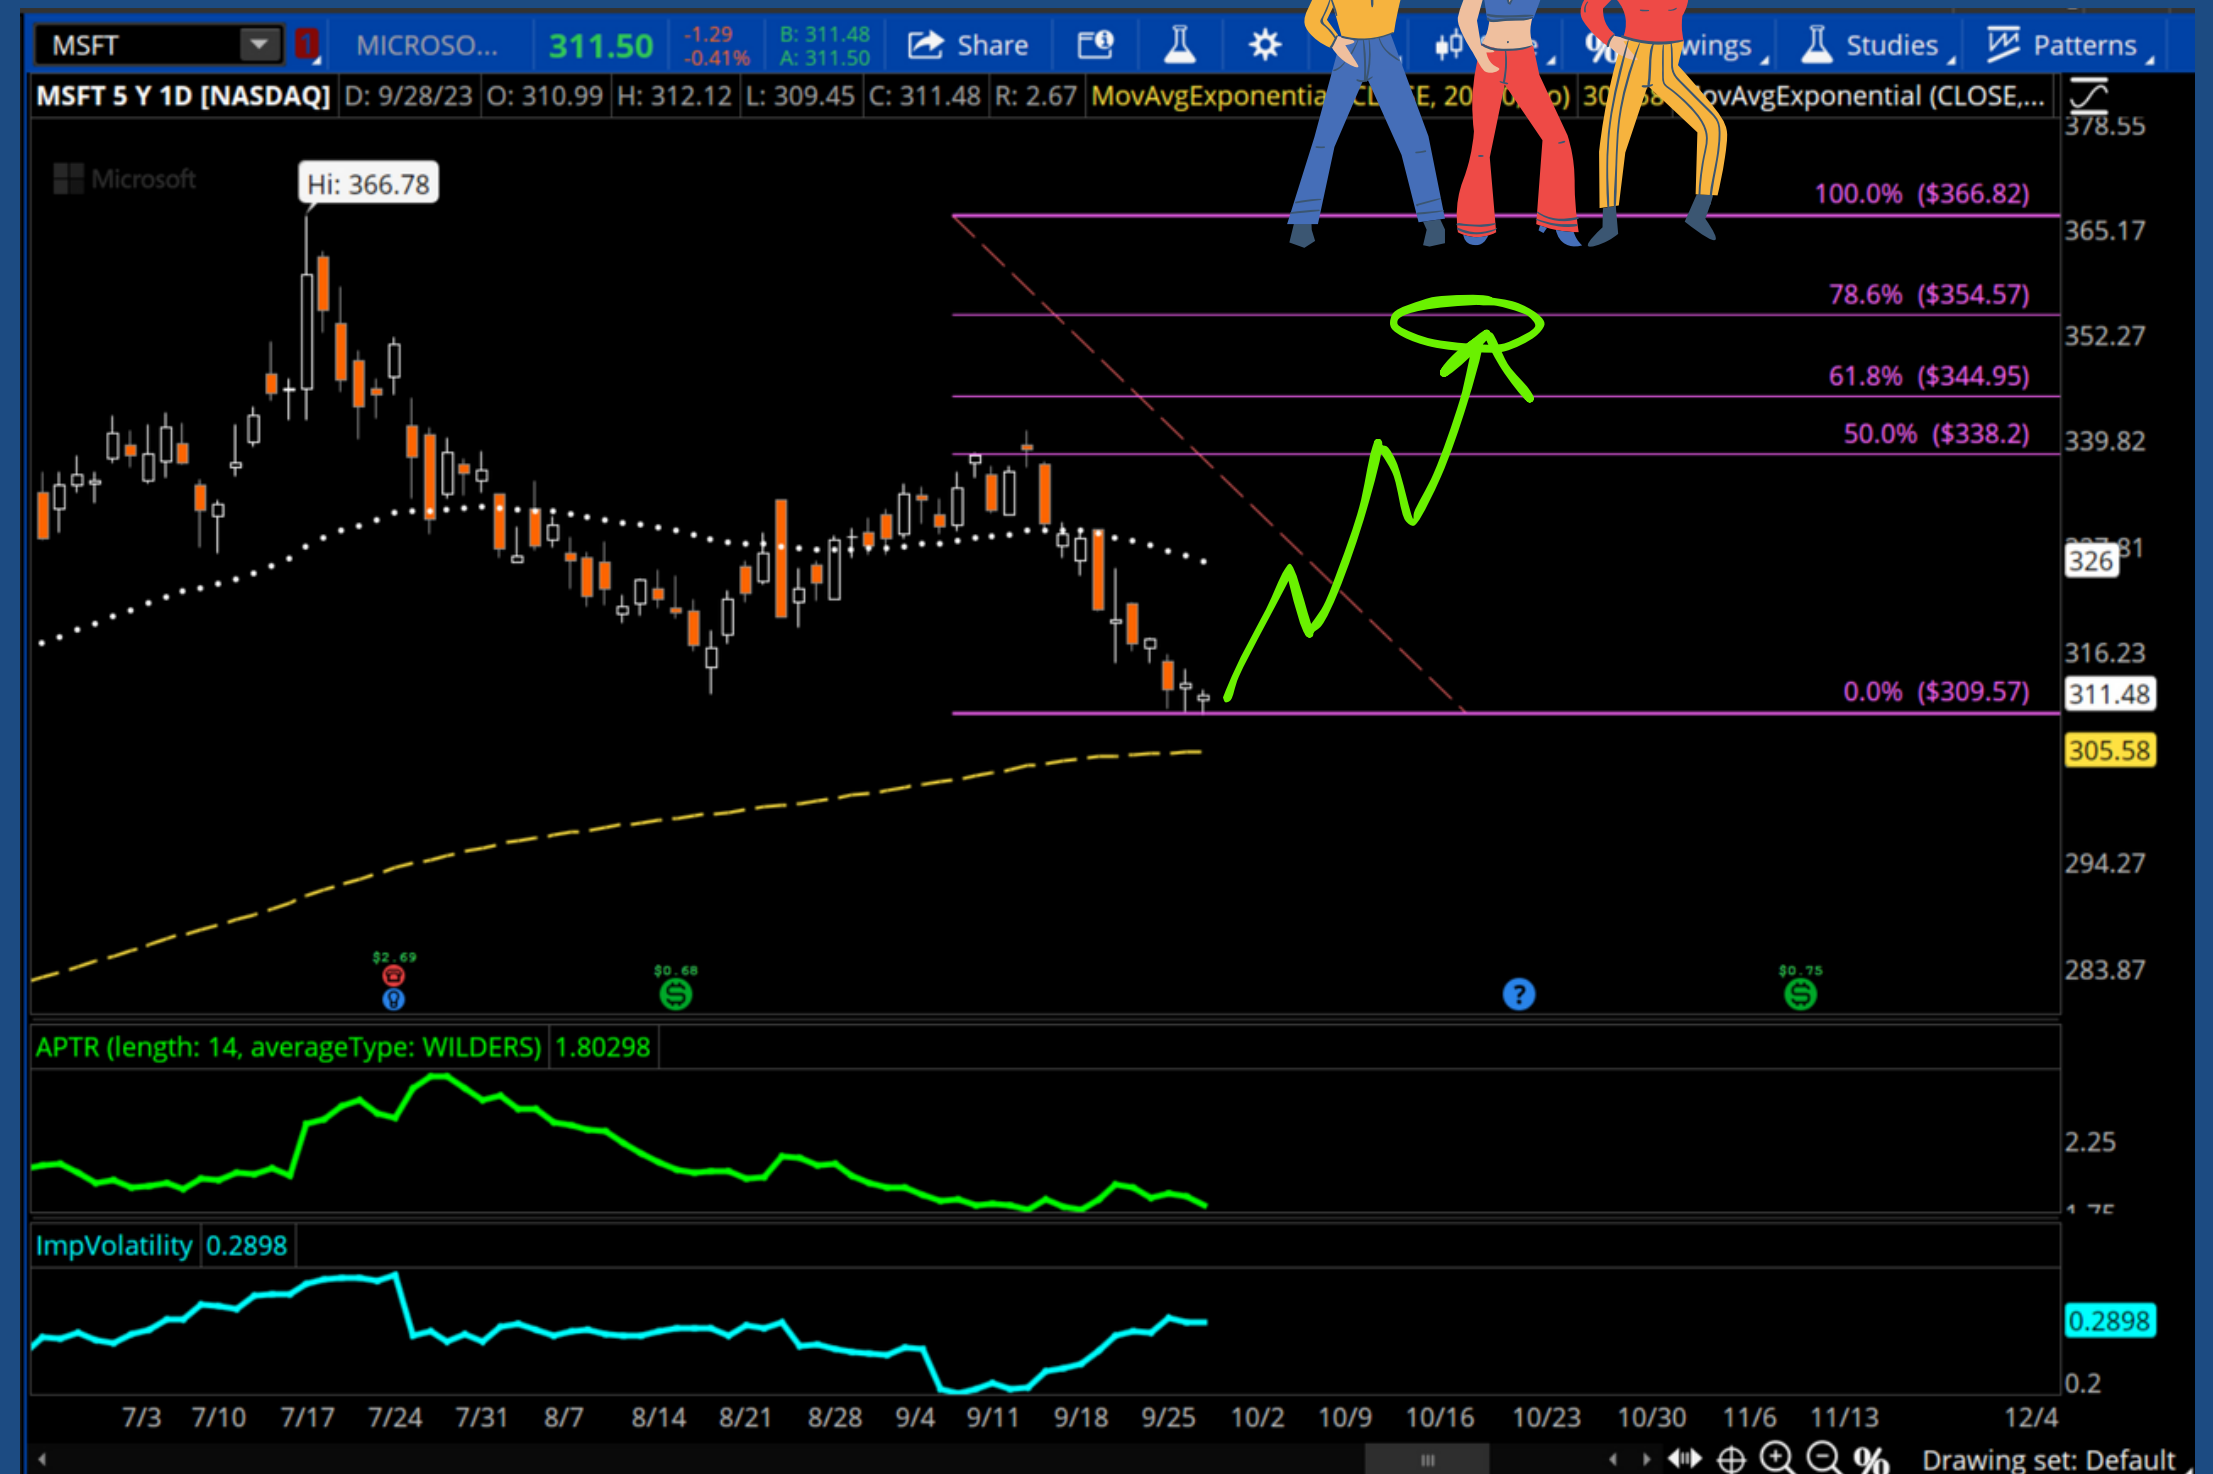 MSFT 1 MICROSO... 311.50 -1.29 B: 311.48 Share Studies Patterns
-0.41% A: 311.50
MSFT 5 Y 1D [NASDAQ] D: 9/28/23 O: 310.99 H: 312.12 L: 309.45 C: 311.48 R: 2.67 MovAvgExponential (CLOSE,...
378.55
Microsoft
Hi: 366.78
100.0% ($366.82)
365.17
78.6% ($354.57)
352.27
61.8% ($344.95)
50.0% ($338.2)
339.82
326
316.23
0.0% ($309.57)
311.48
305.58
294.27
$2.69
$0.68
$0.75
283.87
?
APTR (length: 14, averageType: WILDERS) 1.80298
2.25
1.75
ImpVolatility 0.2898
0.2898
0.2
7/3 7/10 7/17 7/24 7/31 8/7 8/14 8/21 8/28 9/4 9/11 9/18 9/25 10/2 10/9 10/16 10/23 10/30 11/6 11/13 12/4
% Drawing set: Default